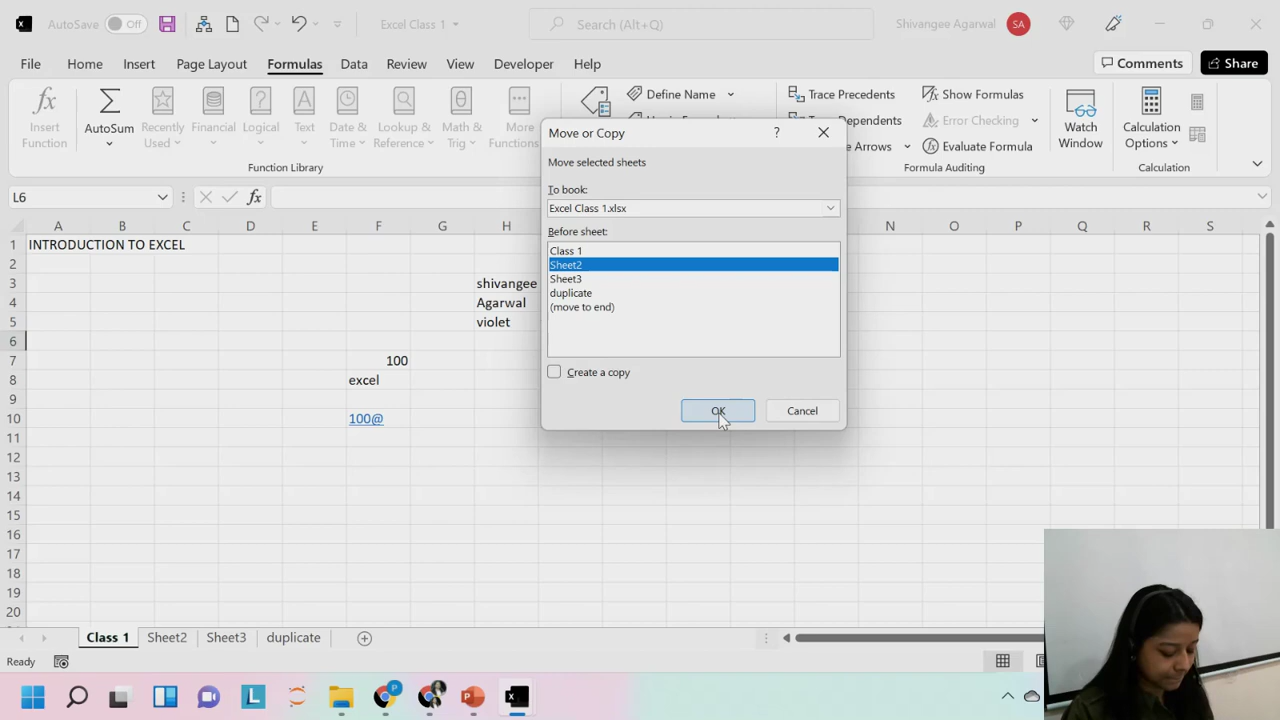 AutoSave Off Excel Class 1 Search (Alt+Q) Shivangee Agarwal SA
File Home Insert Page Layout Formulas Data Review View Developer Help Comments Share
Insert Function
AutoSum
Recently Used
Financial
Logical
Text
Date & Time
Lookup & Reference
Math & Trig
More Functions
Function Library
Define Name
Trace Precedents
Show Formulas
Error Checking
Evaluate Formula
Formula Auditing
Watch Window
Calculation Options
Calculation
L6 fx
Move or Copy ? ×
Move selected sheets
To book:
Excel Class 1.xlsx
Before sheet:
Class 1
Sheet2
Sheet3
duplicate
(move to end)
Create a copy
OK Cancel
A B C D E F G H N O P Q R S
1 INTRODUCTION TO EXCEL
2
3 shivangee
4 Agarwal
5 violet
6
7 100
8 excel
9
10 100@
11
12
13
14
15
16
17
18
19
20
Class 1 Sheet2 Sheet3 duplicate
Ready